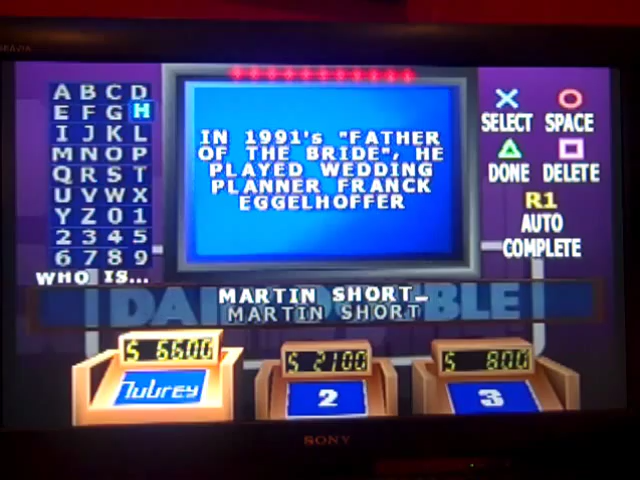 A B C D
E F G H
I J K L
M N O P
Q R S T
U V W X
Y Z 0 1
2 3 4 5
6 7 8 9
IN 1991's "FATHER
OF THE BRIDE", HE
PLAYED WEDDING
PLANNER FRANCK
EGGELHOFFER
SELECT SPACE
DONE DELETE
R1
AUTO
COMPLETE
WHO IS...
MARTIN SHORT_
MARTIN SHORT
$ 6600
$ 2100
$ 800
Aubrey
2
3
SONY